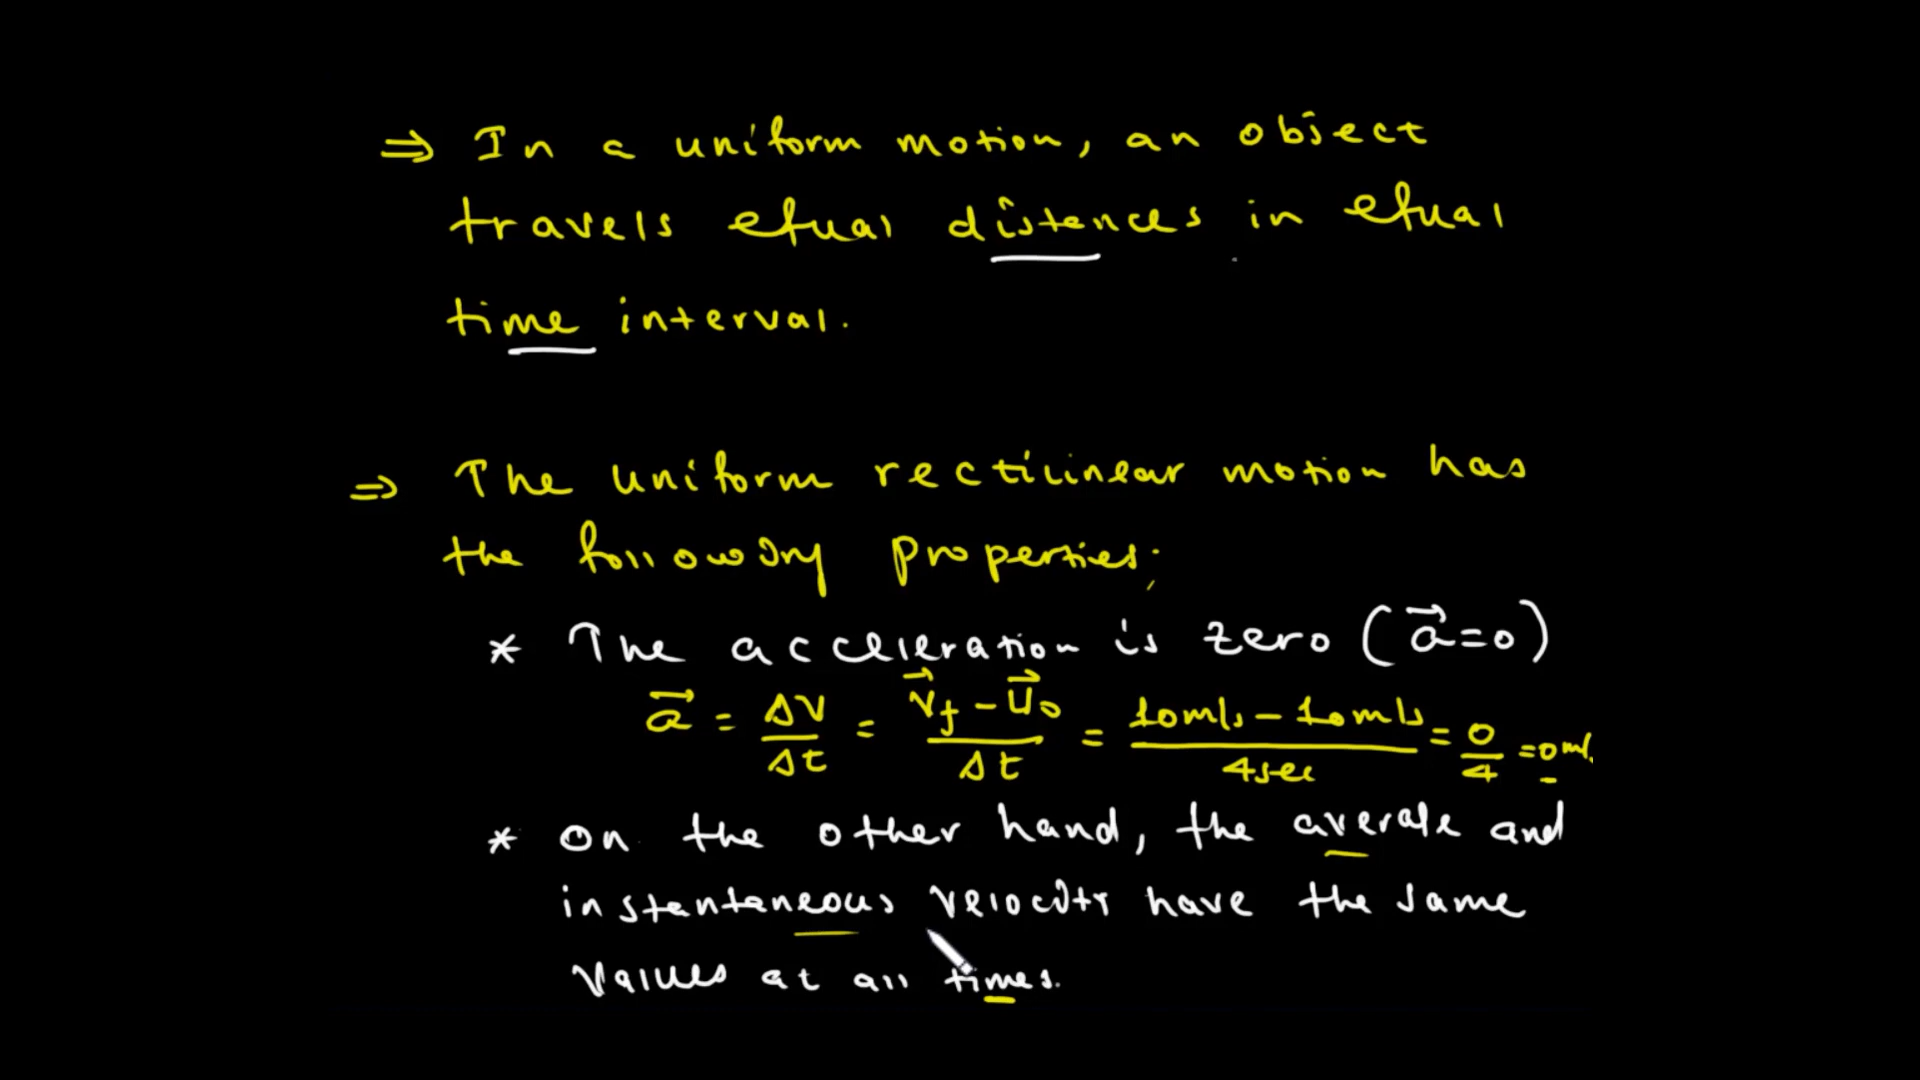 ⇒ In a uniform motion, an object
travels equal distances in equal
time interval.
⇒ The uniform rectilinear motion has
the following properties;
* The accelleration is zero (a⃗=0)
a⃗ = ΔV/Δt = (V⃗f - U⃗o)/Δt = (10m/s - 10m/s)/4sec = 0/4 = 0 m/
* On the other hand, the average and
instantaneous velocity have the same
values at all times.